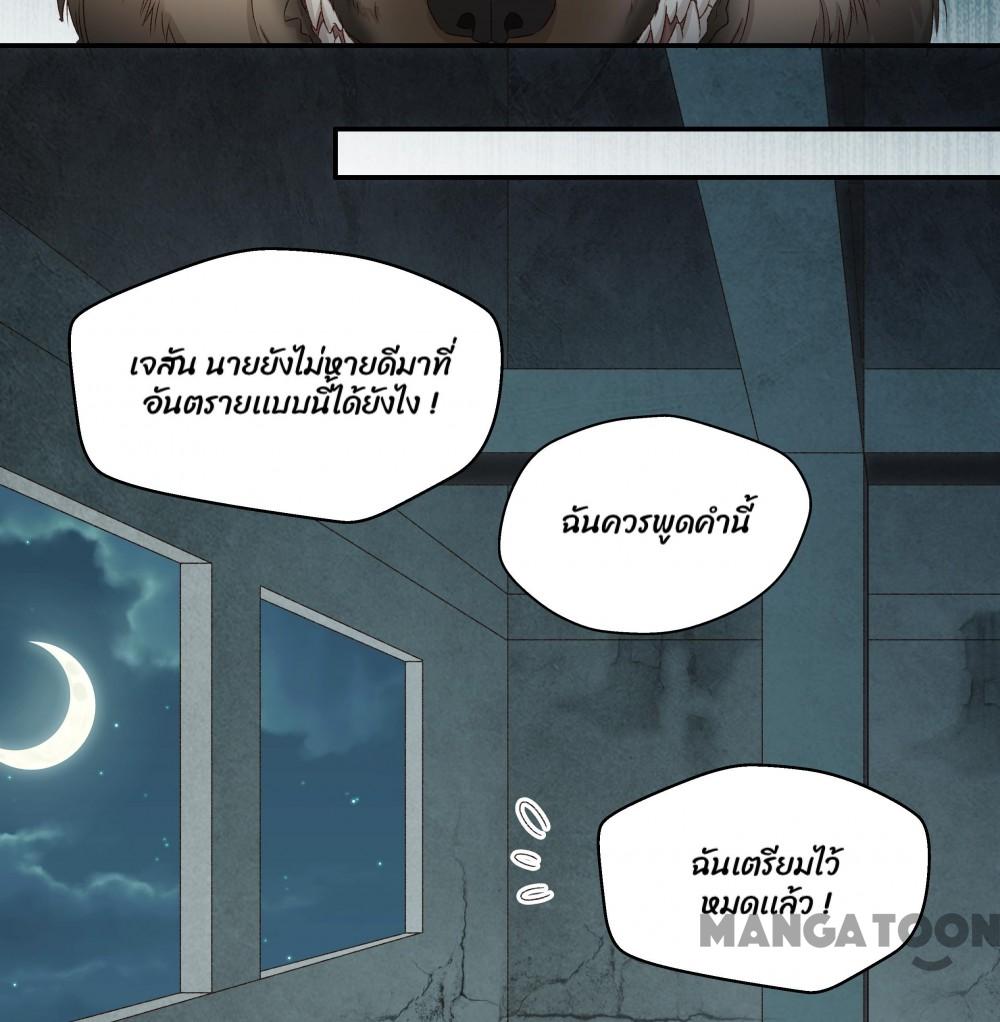 เจสัน นายยังไม่หายดีมาที่
อันตรายแบบนี้ได้ยังไง !
ฉันควรพูดคำนี้
ฉันเตรียมไว้
หมดแล้ว !
MANGATOON